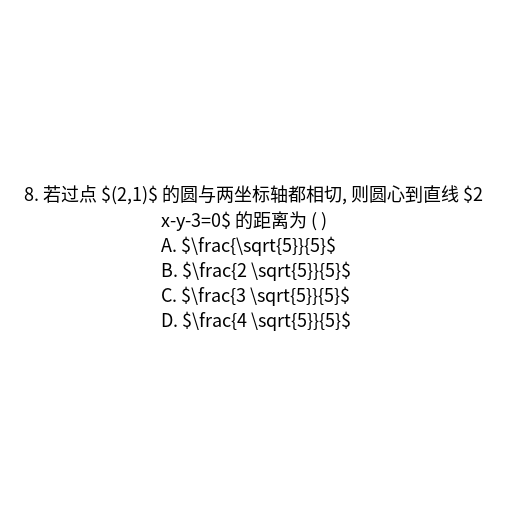 8. 若过点 $(2,1)$ 的圆与两坐标轴都相切, 则圆心到直线 $2
x-y-3=0$ 的距离为 ( )
A. $\frac{\sqrt{5}}{5}$
B. $\frac{2 \sqrt{5}}{5}$
C. $\frac{3 \sqrt{5}}{5}$
D. $\frac{4 \sqrt{5}}{5}$